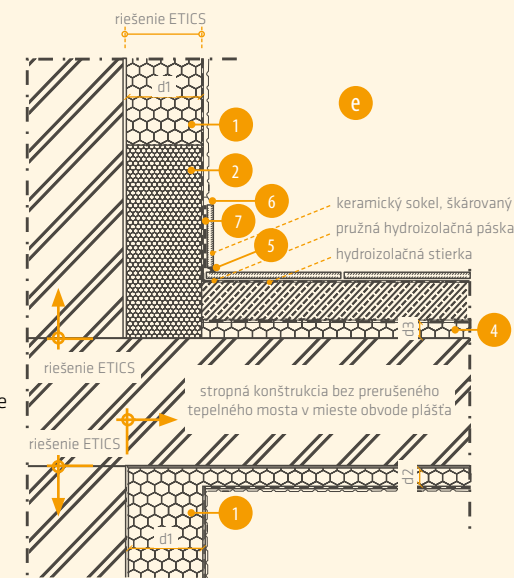 riešenie ETICS
d1
e
1
2
6
keramický sokel, škárovaný
7
pružná hydroizolačná páska
5
hydroizolačná stierka
d3
4
riešenie ETICS
stropná konštrukcia bez prerušeného
e
tepelného mosta v mieste obvode plášťa
riešenie ETICS
d2
1
d1